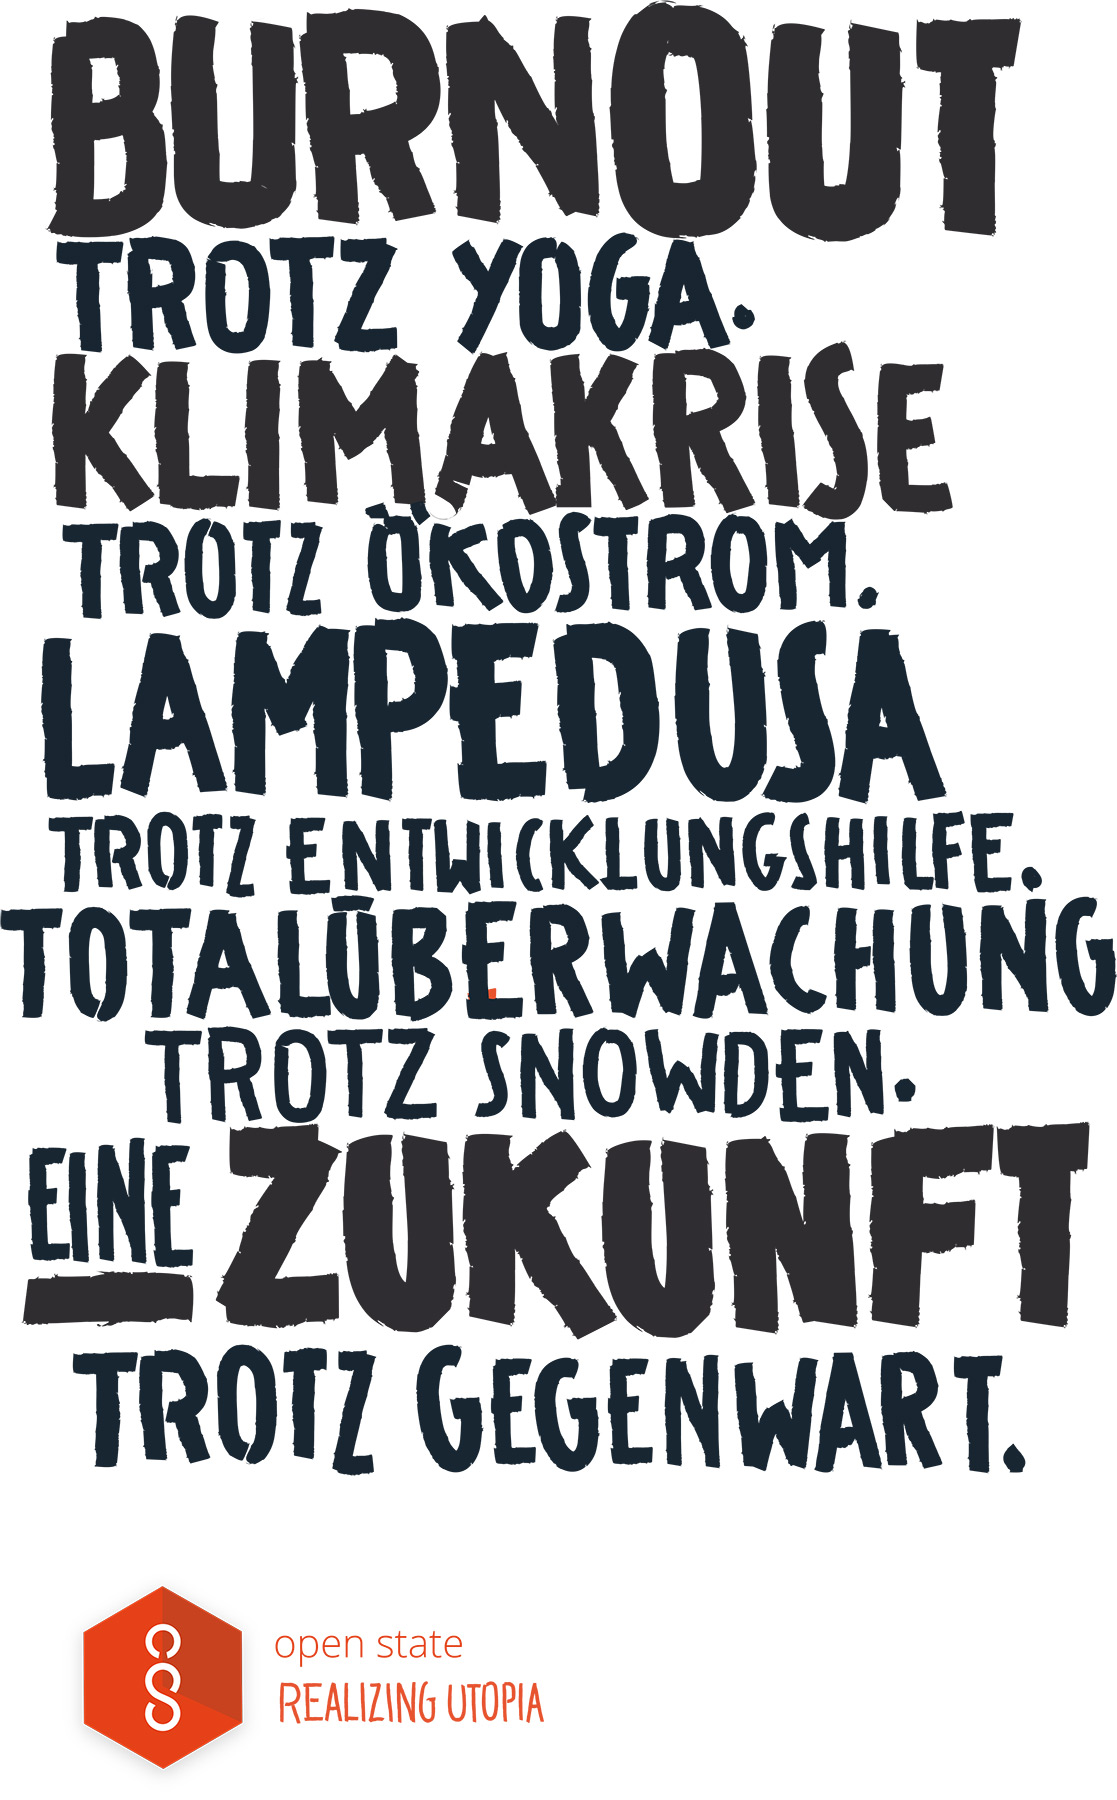 BURNOUT
TROTZ YOGA.
KLIMAKRISE
TROTZ ÖKOSTROM.
LAMPEDUSA
TROTZ ENTWICKLUNGSHILFE.
TOTALÜBERWACHUNG
TROTZ SNOWDEN.
EINE ZUKUNFT
TROTZ GEGENWART.
open state
REALIZING UTOPIA